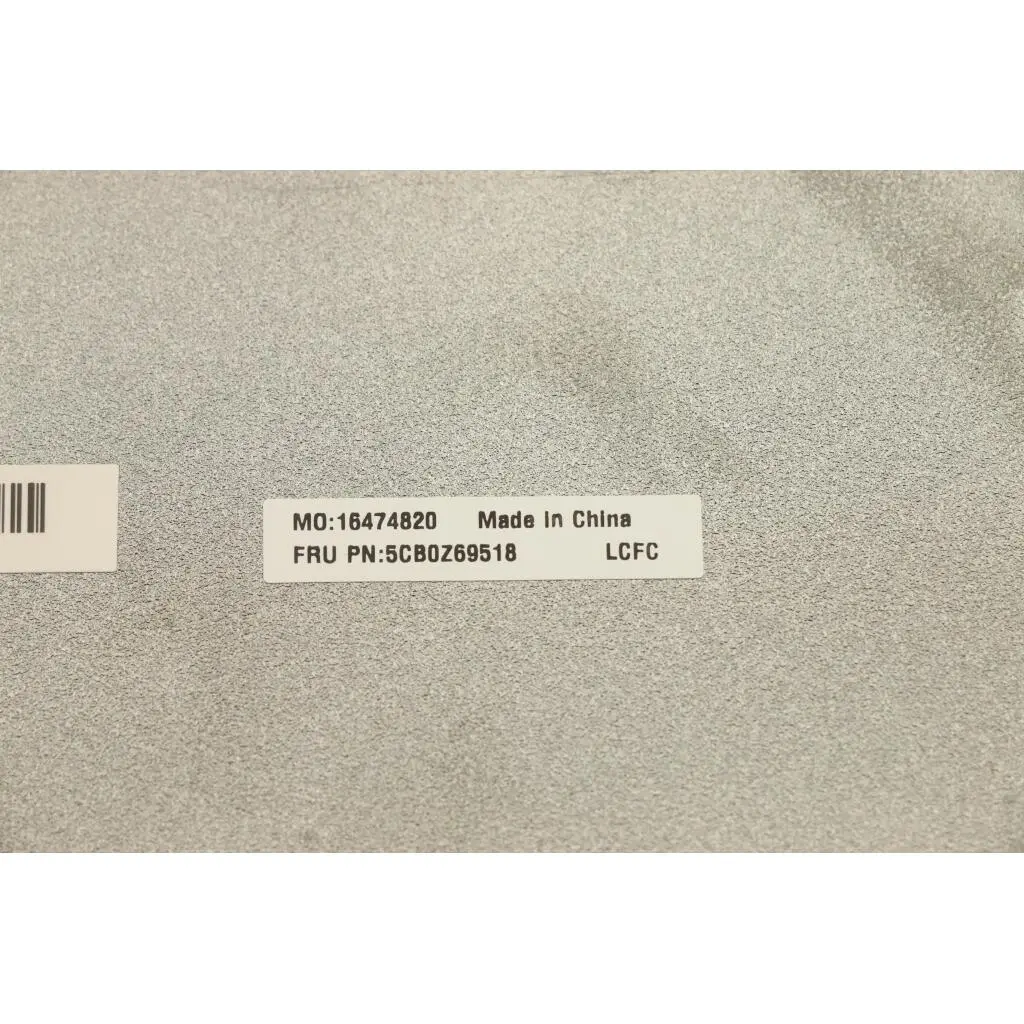 MO:16474820 Made In China
FRU PN:5CB0Z69518 LCFC